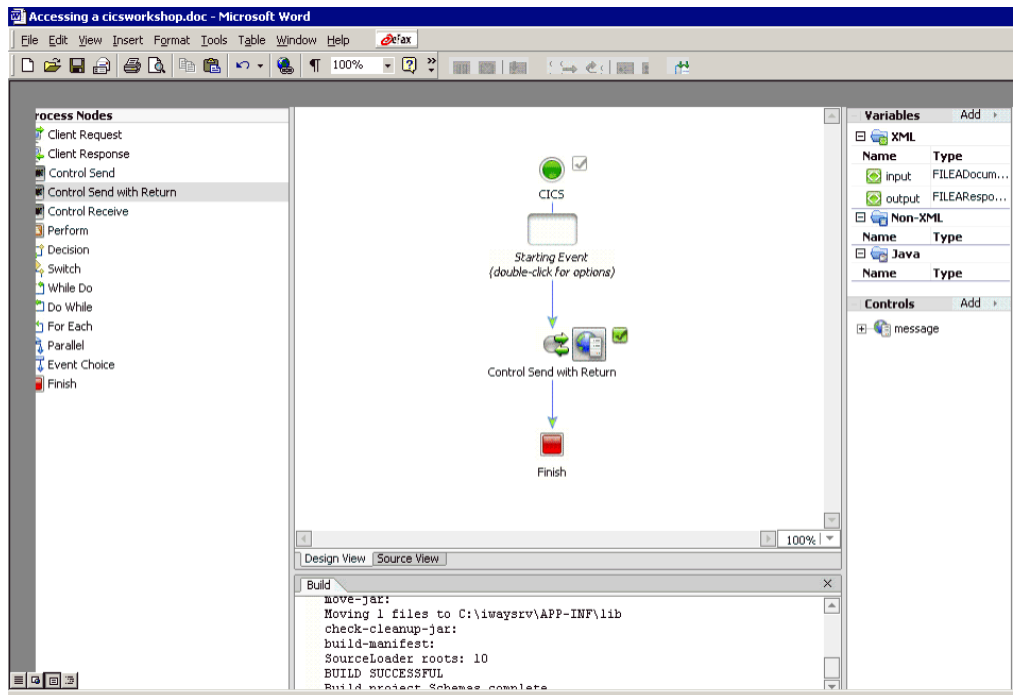 Accessing a cicsworkshop.doc - Microsoft Word
File Edit View Insert Format Tools Table Window Help eFax
100%
rocess Nodes
Client Request
Client Response
Control Send
Control Send with Return
Control Receive
Perform
Decision
Switch
While Do
Do While
For Each
Parallel
Event Choice
Finish
CICS
Starting Event
(double-click for options)
Control Send with Return
Finish
100%
Design View Source View
Build
move-jar:
Moving 1 files to C:\iwaysrv\APP-INF\lib
check-cleanup-jar:
build-manifest:
SourceLoader roots: 10
BUILD SUCCESSFUL
Build project Schemas complete
Variables Add
XML
Name Type
input FILEADocum...
output FILEARespo...
Non-XML
Name Type
Java
Name Type
Controls Add
message